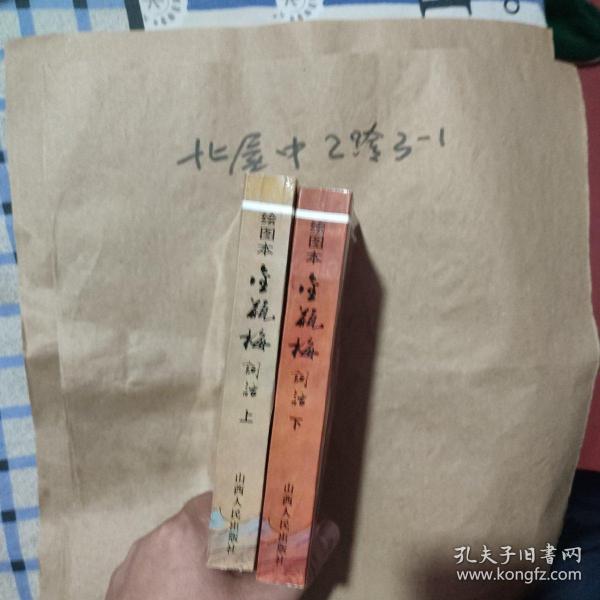 北屋中2跨3-1
绘图本
金瓶梅
词话
上
山西人民出版社
绘图本
金瓶梅
词话
下
山西人民出版社
孔夫子旧书网
www.kongfz.com